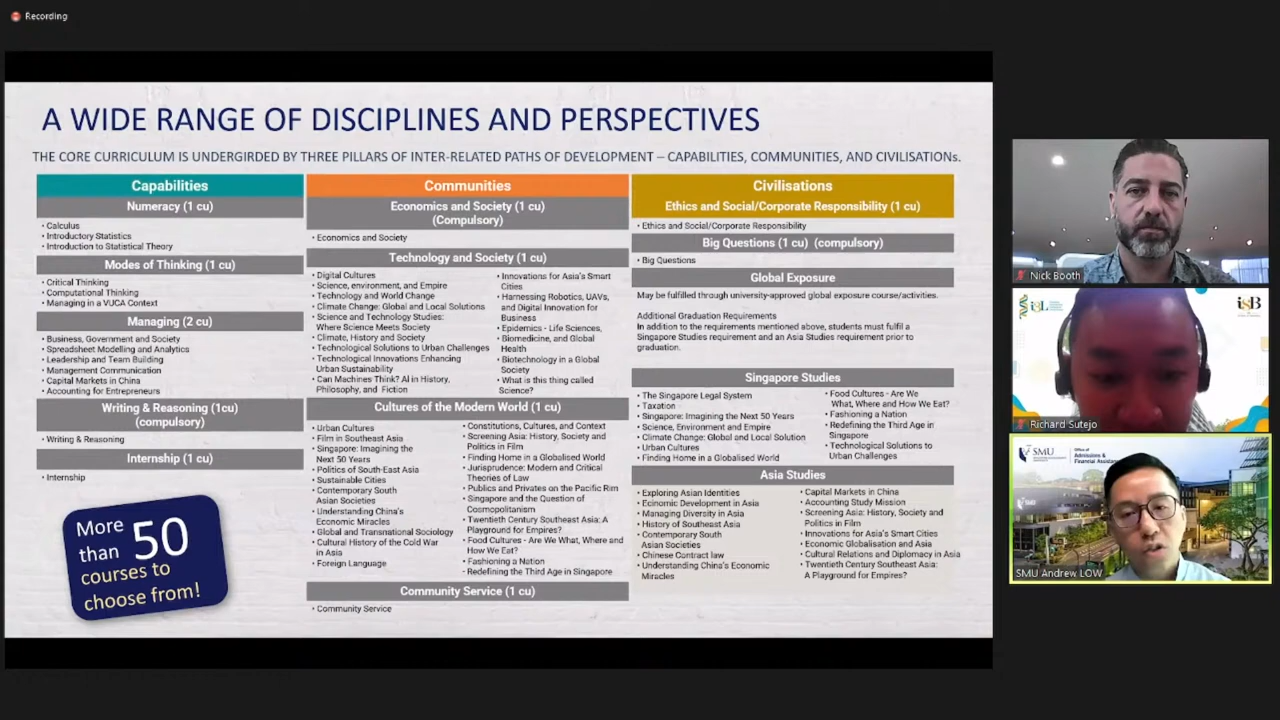 Recording
A WIDE RANGE OF DISCIPLINES AND PERSPECTIVES
THE CORE CURRICULUM IS UNDERGIRDED BY THREE PILLARS OF INTER-RELATED PATHS OF DEVELOPMENT – CAPABILITIES, COMMUNITIES, AND CIVILISATIONs.
Capabilities
Numeracy (1 cu)
• Calculus
• Introductory Statistics
• Introduction to Statistical Theory
Modes of Thinking (1 cu)
• Critical Thinking
• Computational Thinking
• Managing in a VUCA Context
Managing (2 cu)
• Business, Government and Society
• Spreadsheet Modelling and Analytics
• Leadership and Team Building
• Management Communication
• Capital Markets in China
• Accounting for Entrepreneurs
Writing & Reasoning (1cu)
(compulsory)
• Writing & Reasoning
Internship (1 cu)
• Internship
More
than 50
courses to
choose from!
Communities
Economics and Society (1 cu)
(Compulsory)
• Economics and Society
Technology and Society (1 cu)
• Digital Cultures
• Science, environment, and Empire
• Technology and World Change
• Climate Change: Global and Local Solutions
• Science and Technology Studies:
Where Science Meets Society
• Climate, History and Society
• Technological Solutions to Urban Challenges
• Technological Innovations Enhancing
Urban Sustainability
• Can Machines Think? AI in History,
Philosophy, and Fiction
• Innovations for Asia's Smart
Cities
• Harnessing Robotics, UAVs,
and Digital Innovation for
Business
• Epidemics - Life Sciences,
Biomedicine, and Global
Health
• Biotechnology in a Global
Society
• What is this thing called
Science?
Cultures of the Modern World (1 cu)
• Urban Cultures
• Film in Southeast Asia
• Singapore: Imagining the
Next 50 Years
• Politics of South-East Asia
• Sustainable Cities
• Contemporary South
Asian Societies
• Understanding China's
Economic Miracles
• Global and Transnational Sociology
• Cultural History of the Cold War
in Asia
• Foreign Language
• Constitutions, Cultures, and Context
• Screening Asia: History, Society and
Politics in Film
• Finding Home in a Globalised World
• Jurisprudence: Modern and Critical
Theories of Law
• Publics and Privates on the Pacific Rim
• Singapore and the Question of
Cosmopolitanism
• Twentieth Century Southeast Asia: A
Playground for Empires?
• Food Cultures - Are We What, Where and
How We Eat?
• Fashioning a Nation
• Redefining the Third Age in Singapore
Community Service (1 cu)
• Community Service
Civilisations
Ethics and Social/Corporate Responsibility (1 cu)
• Ethics and Social/Corporate Responsibility
Big Questions (1 cu) (compulsory)
• Big Questions
Global Exposure
May be fulfilled through university-approved global exposure course/activities.
Additional Graduation Requirements
In addition to the requirements mentioned above, students must fulfil a
Singapore Studies requirement and an Asia Studies requirement prior to
graduation.
Singapore Studies
• The Singapore Legal System
• Taxation
• Singapore: Imagining the Next 50 Years
• Science, Environment and Empire
• Climate Change: Global and Local Solution
• Urban Cultures
• Finding Home in a Globalised World
• Food Cultures - Are We
What, Where and How We Eat?
• Fashioning a Nation
• Redefining the Third Age in
Singapore
• Technological Solutions to
Urban Challenges
Asia Studies
• Exploring Asian Identities
• Economic Development in Asia
• Managing Diversity in Asia
• History of Southeast Asia
• Contemporary South
Asian Societies
• Chinese Contract law
• Understanding China's Economic
Miracles
• Capital Markets in China
• Accounting Study Mission
• Screening Asia: History, Society and
Politics in Film
• Innovations for Asia's Smart Cities
• Economic Globalisation and Asia
• Cultural Relations and Diplomacy in Asia
• Twentieth Century Southeast Asia:
A Playground for Empires?
Nick Booth
i3L
iSB
Richard Sutejo
SMU
Office of
Admissions &
Financial Assistance
SMU Andrew LOW